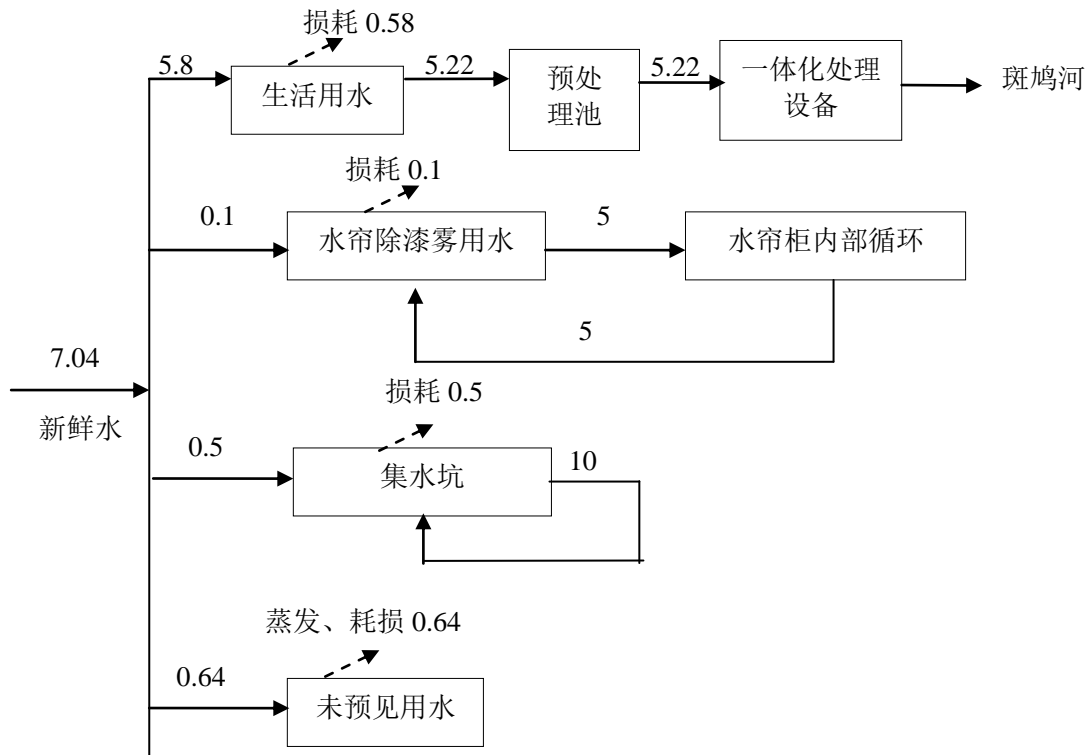 损耗 0.58
5.8
生活用水
5.22
预处
理池
5.22
一体化处理
设备
斑鸠河
损耗 0.1
0.1
水帘除漆雾用水
5
水帘柜内部循环
5
7.04
新鲜水
损耗 0.5
0.5
集水坑
10
蒸发、耗损 0.64
0.64
未预见用水